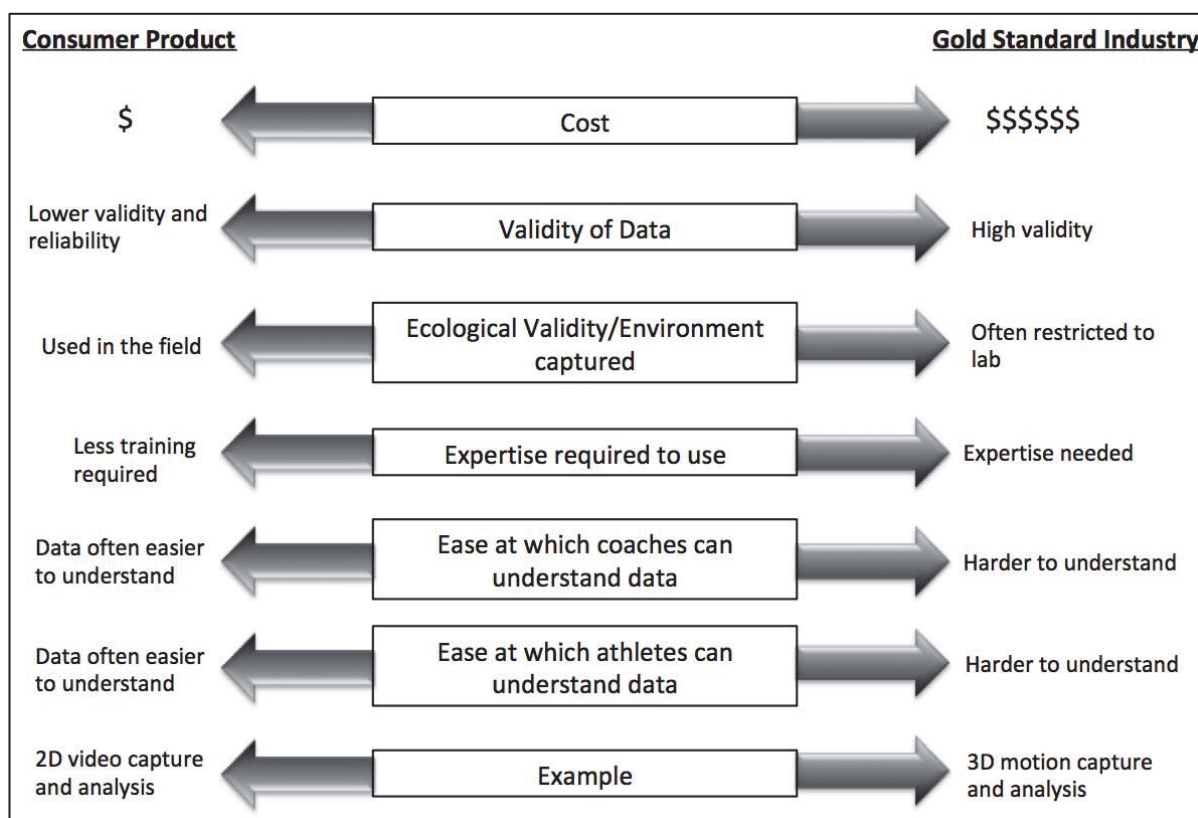 Consumer Product
Gold Standard Industry
$
Cost
$$$$$$
Lower validity and
reliability
Validity of Data
High validity
Used in the field
Ecological Validity/Environment
captured
Often restricted to
lab
Less training
required
Expertise required to use
Expertise needed
Data often easier
to understand
Ease at which coaches can
understand data
Harder to understand
Data often easier
to understand
Ease at which athletes can
understand data
Harder to understand
2D video capture
and analysis
Example
3D motion capture
and analysis